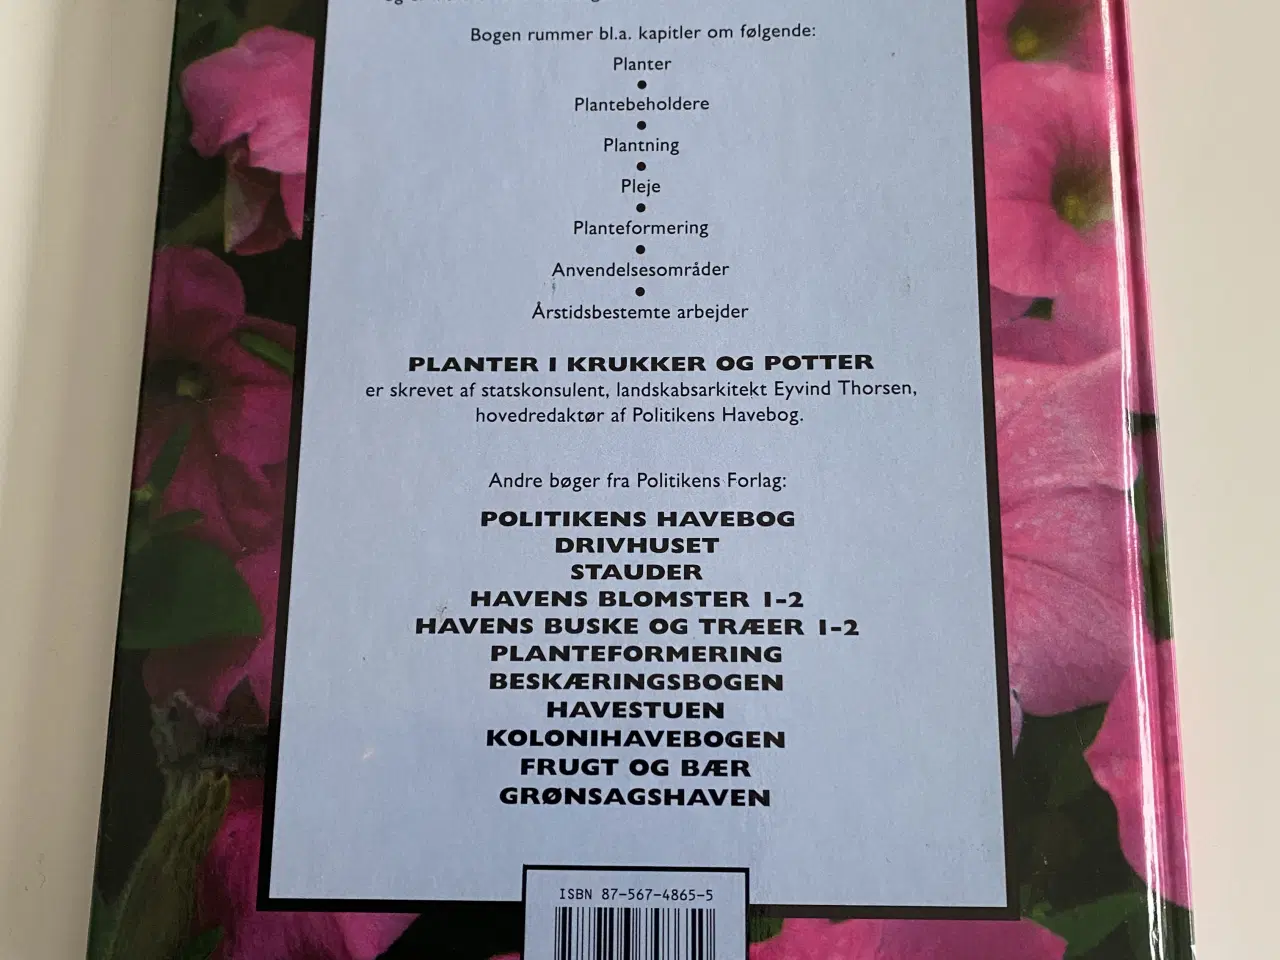 Bogen rummer bl.a. kapitler om følgende:
Planter
•
Plantebeholdere
•
Plantning
•
Pleje
•
Planteformering
•
Anvendelsesområder
•
Årstidsbestemte arbejder
PLANTER I KRUKKER OG POTTER
er skrevet af statskonsulent, landskabsarkitekt Eyvind Thorsen,
hovedredaktør af Politikens Havebog.
Andre bøger fra Politikens Forlag:
POLITIKENS HAVEBOG
DRIVHUSET
STAUDER
HAVENS BLOMSTER 1-2
HAVENS BUSKE OG TRÆER 1-2
PLANTEFORMERING
BESKÆRINGSBOGEN
HAVESTUEN
KOLONIHAVEBOGEN
FRUGT OG BÆR
GRØNSAGSHAVEN
ISBN 87-567-4865-5